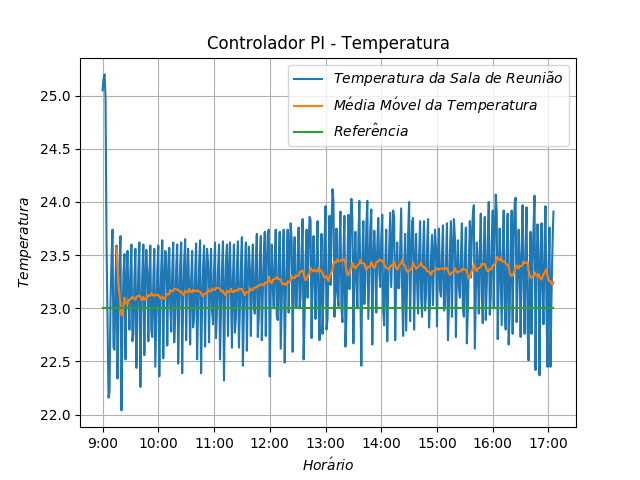 Controlador PI - Temperatura
Temperatura da Sala de Reunião
Média Móvel da Temperatura
Referência
Temperatura
25.0
24.5
24.0
23.5
23.0
22.5
22.0
9:00 10:00 11:00 12:00 13:00 14:00 15:00 16:00 17:00
Horário